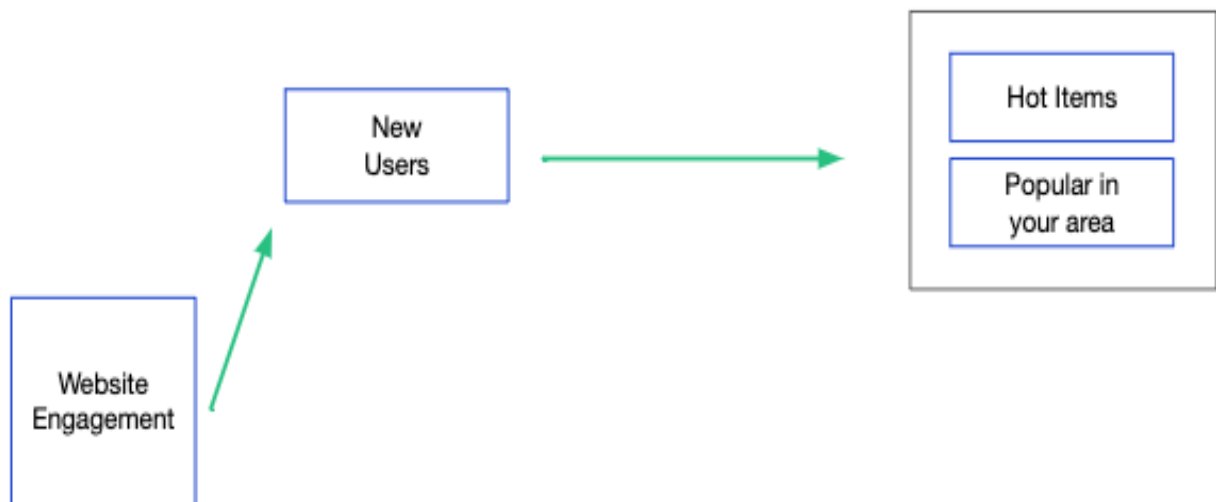 Hot Items
New
Users
Popular in
your area
Website
Engagement